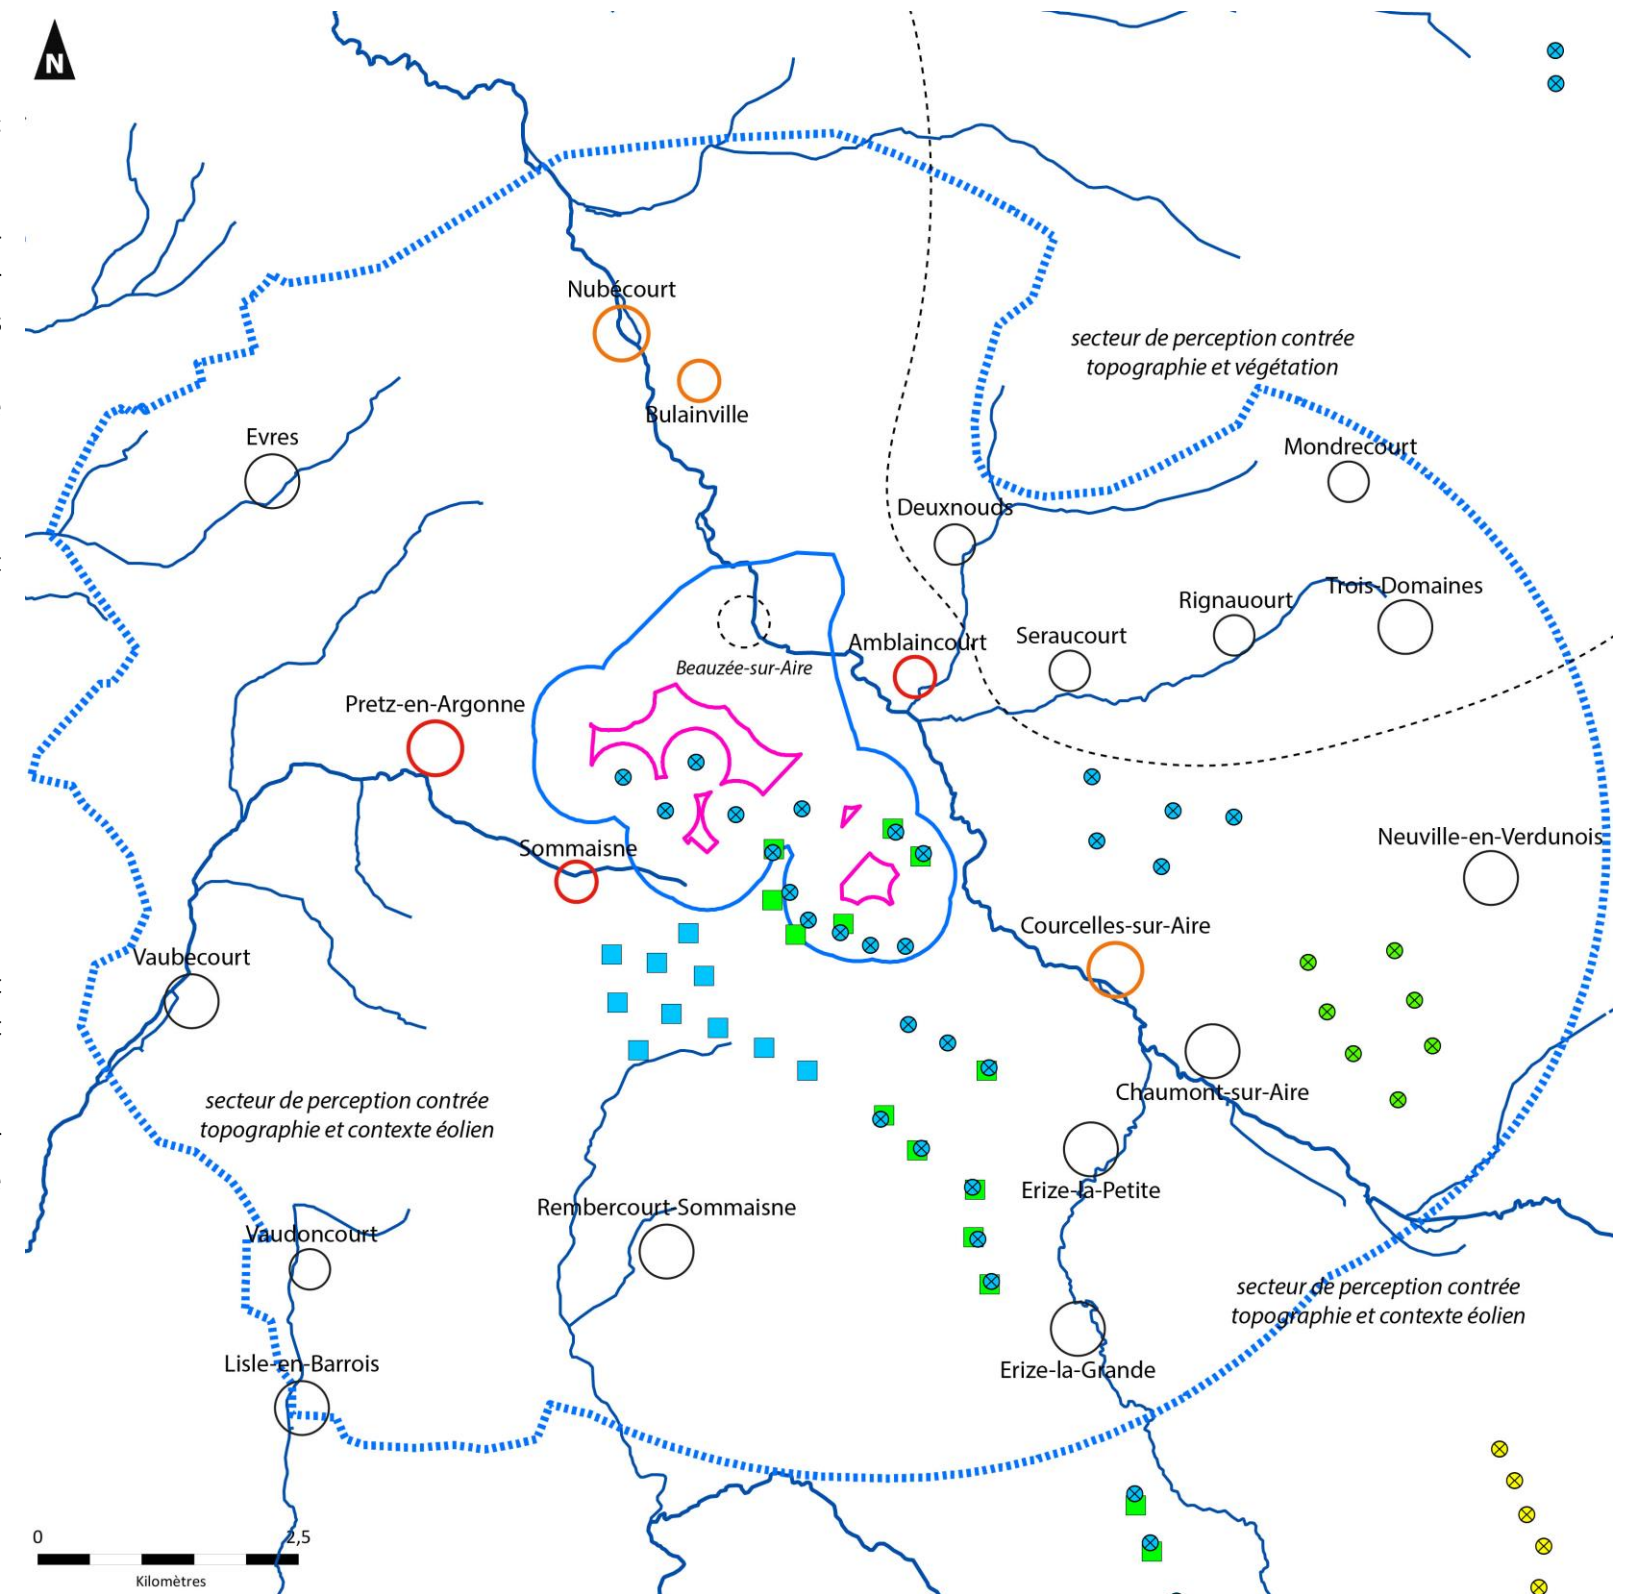 N
Nubécourt
secteur de perception contrée
topographie et végétation
Bulainville
Evres
Mondrecourt
Deuxnouds
Trois-Domaines
Rignauourt
Seraucourt
Amblaincourt
Beauzée-sur-Aire
Pretz-en-Argonne
Neuville-en-Verdunois
Sommaisne
Courcelles-sur-Aire
Vaubecourt
Chaumont-sur-Aire
secteur de perception contrée
topographie et contexte éolien
Erize-la-Petite
Rembercourt-Sommaisne
Vaudoncourt
secteur de perception contrée
topographie et contexte éolien
Lisle-en-Barrois
Erize-la-Grande
0 2,5
Kilomètres